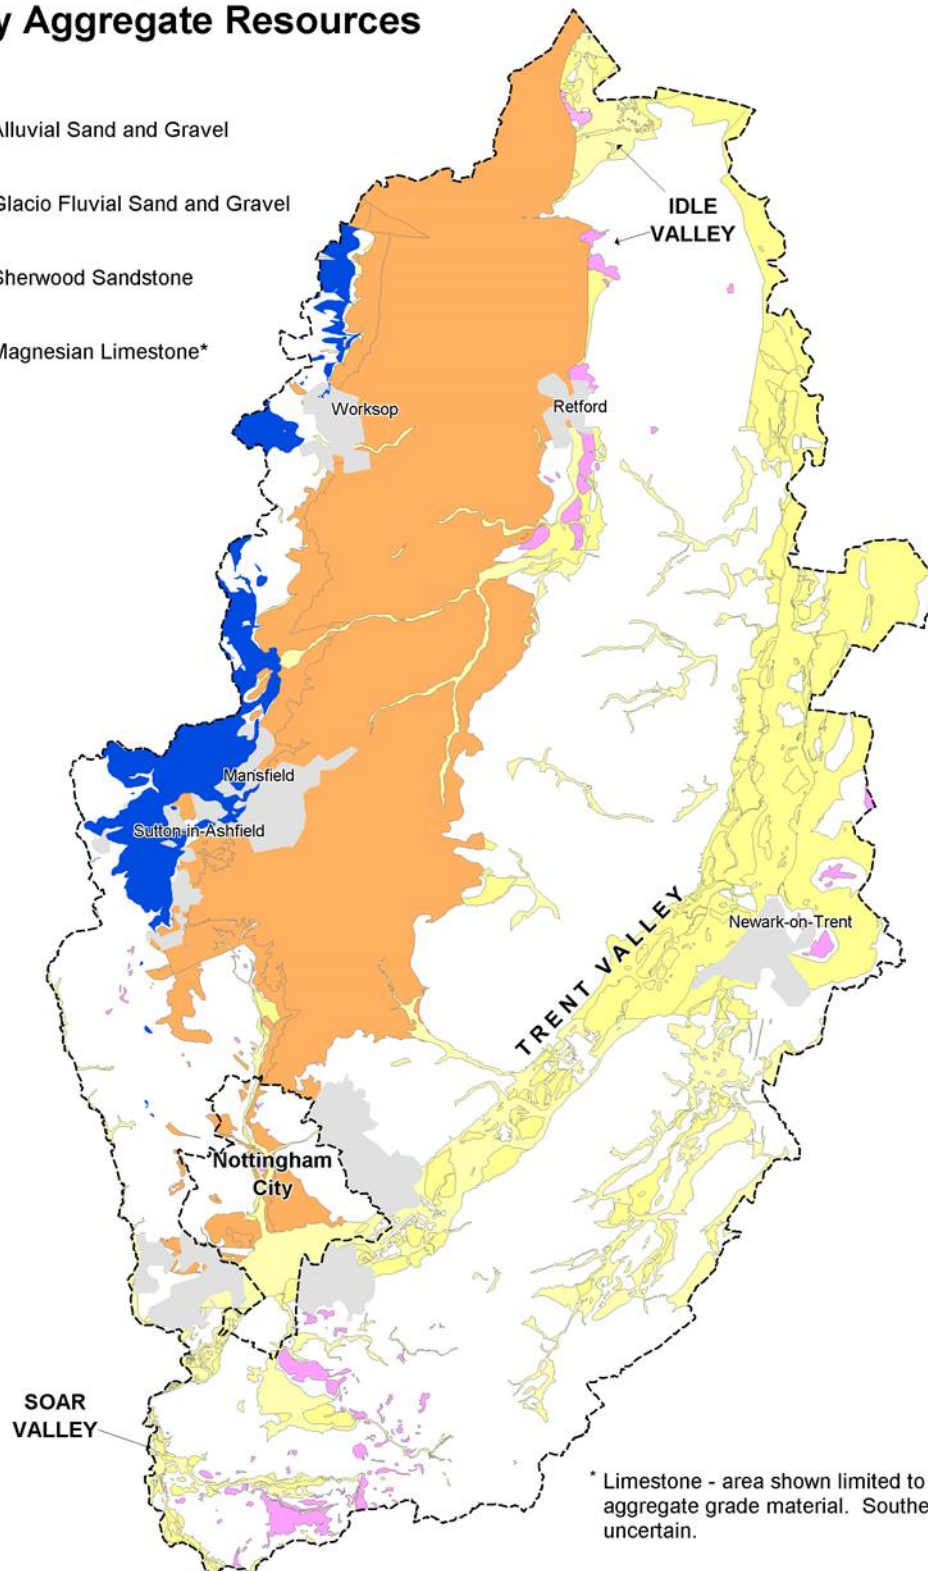 y Aggregate Resources
Alluvial Sand and Gravel
Glacio Fluvial Sand and Gravel
Sherwood Sandstone
Magnesian Limestone*
IDLE
VALLEY
Worksop
Retford
Mansfield
Sutton-in-Ashfield
TRENT VALLEY
Newark-on-Trent
Nottingham
City
SOAR
VALLEY
* Limestone - area shown limited to
aggregate grade material. Southe
uncertain.